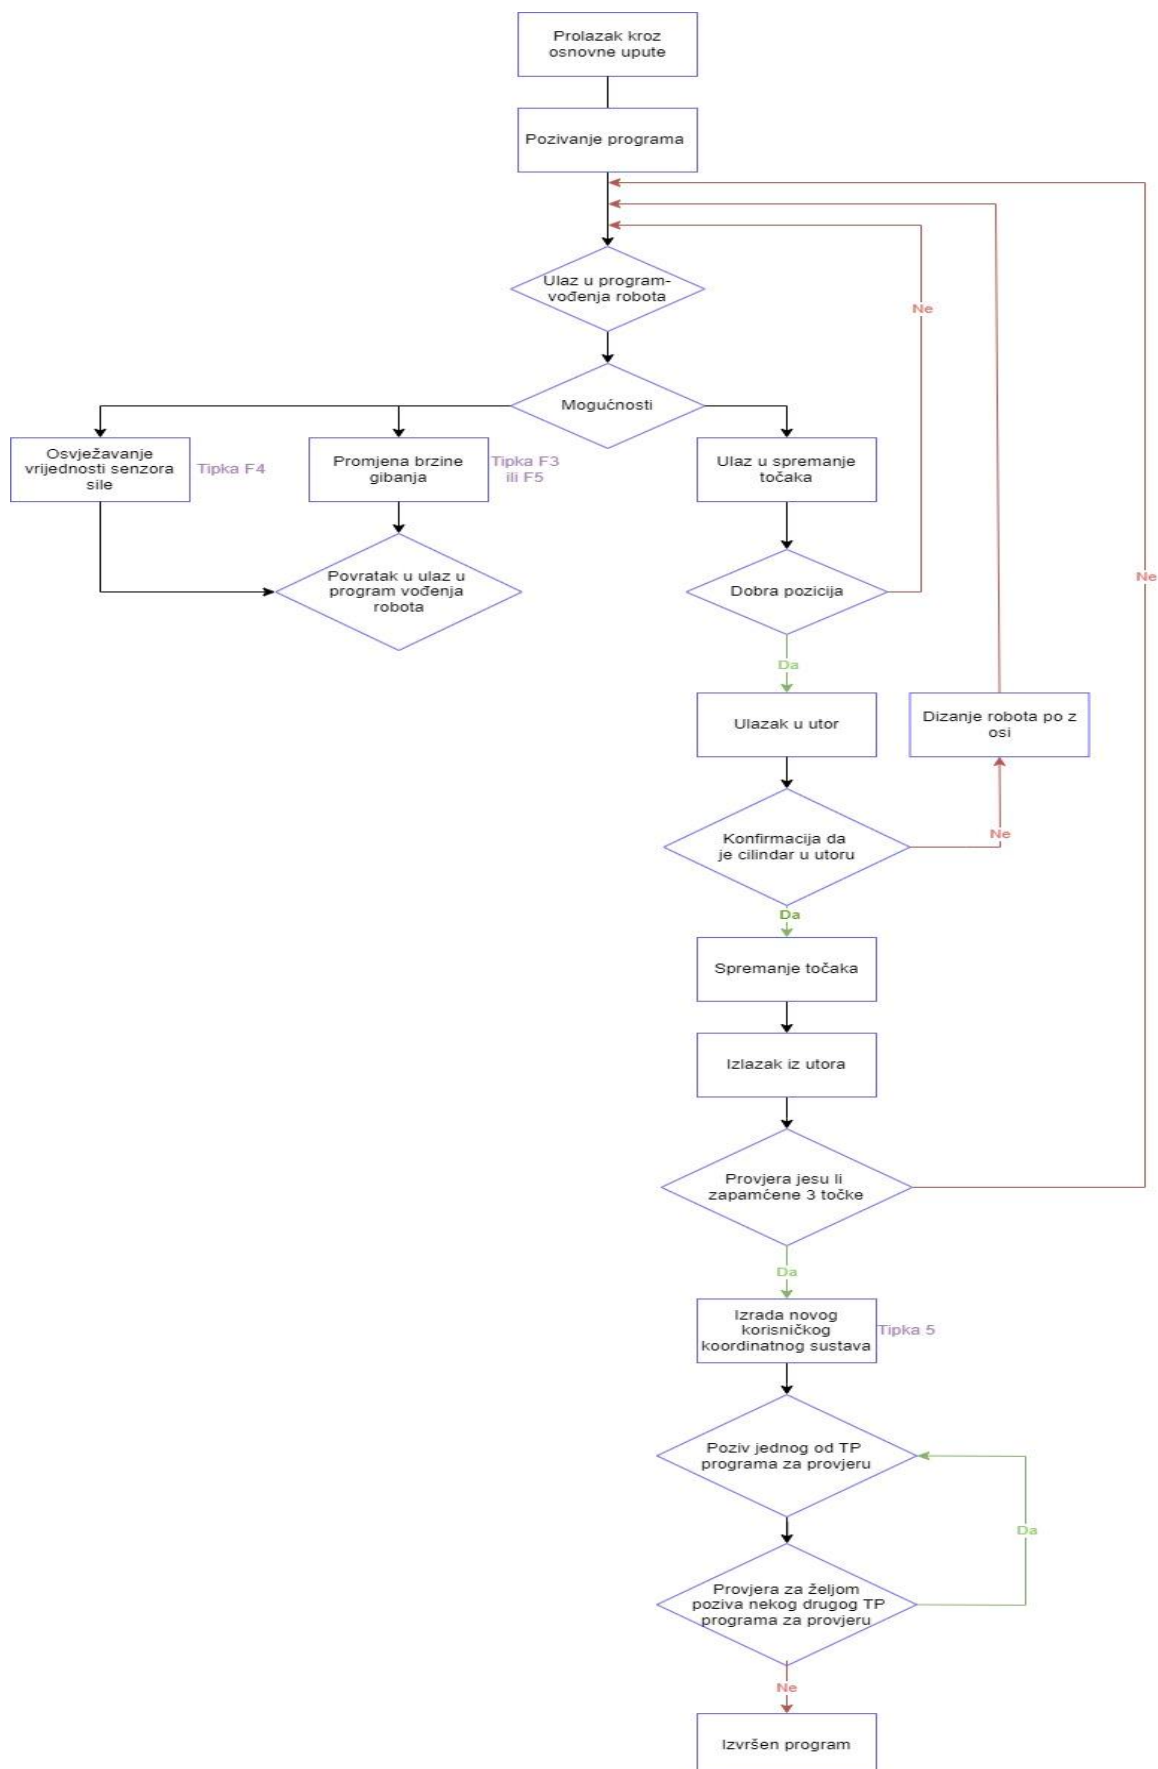 Prolazak kroz
osnovne upute
Pozivanje programa
Ulaz u program-
vođenja robota
Ne
Mogućnosti
Osvježavanje
vrijednosti senzora
sile
Tipka F4
Promjena brzine
gibanja
Tipka F3
ili F5
Ulaz u spremanje
točaka
Povratak u ulaz u
program vođenja
robota
Dobra pozicija
Ne
Da
Ulazak u utor
Dizanje robota po z
osi
Konfirmacija da
je cilindar u utoru
Ne
Da
Spremanje točaka
Izlazak iz utora
Provjera jesu li
zapamćene 3 točke
Da
Izrada novog
korisničkog
koordinatnog sustava
Tipka 5
Poziv jednog od TP
programa za provjeru
Da
Provjera za željom
poziva nekog drugog TP
programa za provjeru
Ne
Izvršen program